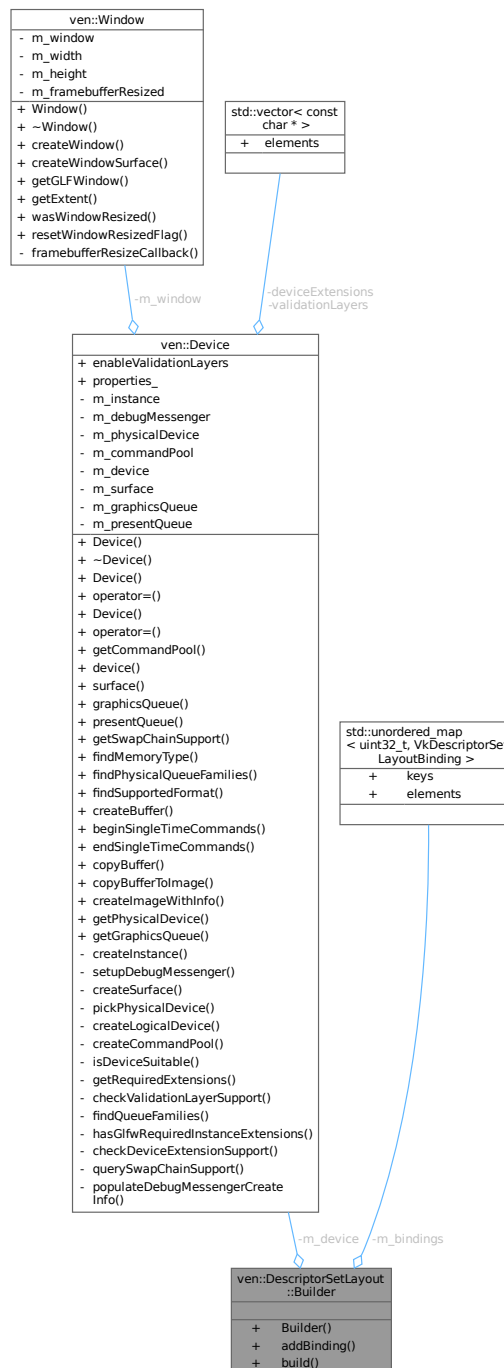 ven::Window
- m_window
- m_width
- m_height
- m_framebufferResized
+ Window()
+ ~Window()
+ createWindow()
+ createWindowSurface()
+ getGLFWindow()
+ getExtent()
+ wasWindowResized()
+ resetWindowResizedFlag()
- framebufferResizeCallback()
std::vector< const
char * >
+ elements
-m_window
-deviceExtensions
-validationLayers
ven::Device
+ enableValidationLayers
+ properties_
- m_instance
- m_debugMessenger
- m_physicalDevice
- m_commandPool
- m_device
- m_surface
- m_graphicsQueue
- m_presentQueue
+ Device()
+ ~Device()
+ Device()
+ operator=()
+ Device()
+ operator=()
+ getCommandPool()
+ device()
+ surface()
+ graphicsQueue()
+ presentQueue()
+ getSwapChainSupport()
+ findMemoryType()
+ findPhysicalQueueFamilies()
+ findSupportedFormat()
+ createBuffer()
+ beginSingleTimeCommands()
+ endSingleTimeCommands()
+ copyBuffer()
+ copyBufferToImage()
+ createImageWithInfo()
+ getPhysicalDevice()
+ getGraphicsQueue()
- createInstance()
- setupDebugMessenger()
- createSurface()
- pickPhysicalDevice()
- createLogicalDevice()
- createCommandPool()
- isDeviceSuitable()
- getRequiredExtensions()
- checkValidationLayerSupport()
- findQueueFamilies()
- hasGlfwRequiredInstanceExtensions()
- checkDeviceExtensionSupport()
- querySwapChainSupport()
- populateDebugMessengerCreate
Info()
std::unordered_map
< uint32_t, VkDescriptorSet
LayoutBinding >
+ keys
+ elements
-m_device
-m_bindings
ven::DescriptorSetLayout
::Builder
+ Builder()
+ addBinding()
+ build()